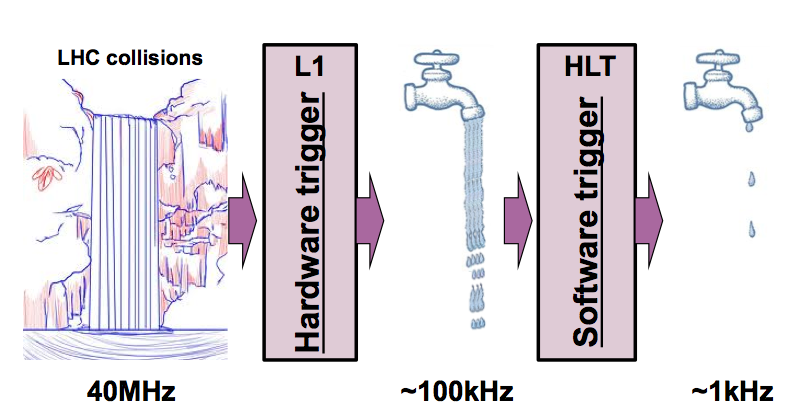 LHC collisions
L1
Hardware trigger
HLT
Software trigger
40MHz
~100kHz
~1kHz